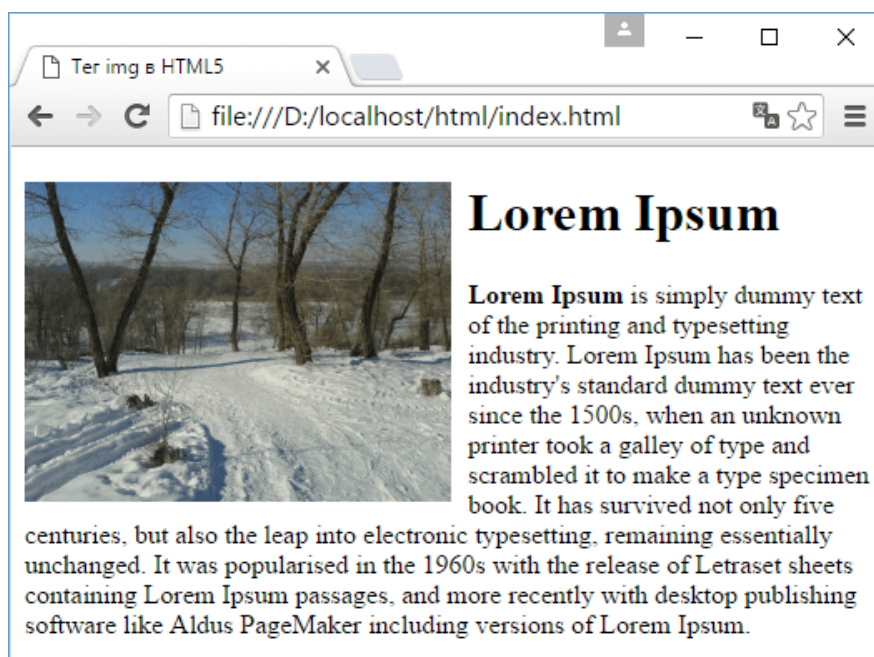 Тег img в HTML5
file:///D:/localhost/html/index.html
Lorem Ipsum
Lorem Ipsum is simply dummy text
of the printing and typesetting
industry. Lorem Ipsum has been the
industry's standard dummy text ever
since the 1500s, when an unknown
printer took a galley of type and
scrambled it to make a type specimen
book. It has survived not only five
centuries, but also the leap into electronic typesetting, remaining essentially
unchanged. It was popularised in the 1960s with the release of Letraset sheets
containing Lorem Ipsum passages, and more recently with desktop publishing
software like Aldus PageMaker including versions of Lorem Ipsum.